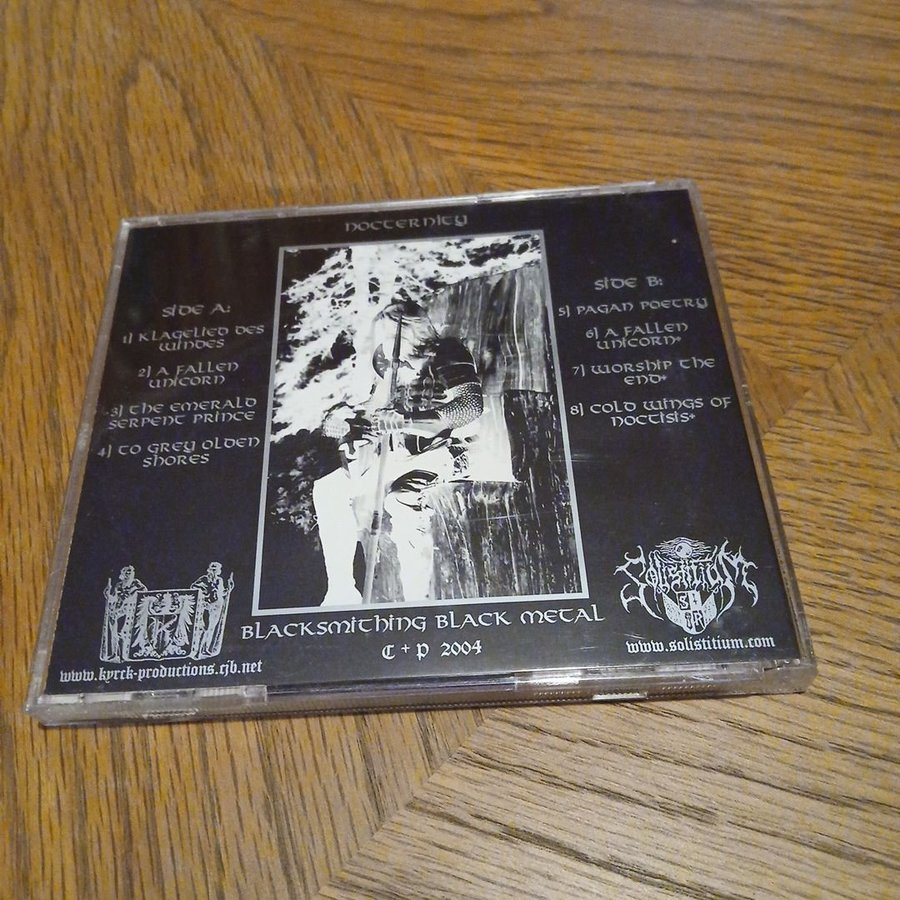 NOCTERNITY
SIDE A:
1) KLAGELIED DES
WINDES
2) A FALLEN
UNICORN
3) THE EMERALD
SERPENT PRINCE
4) TO GREY OLDEN
SHORES
SIDE B:
5) PAGAN POETRY
6) A FALLEN
UNICORN*
7) WORSHIP THE
END*
8) COLD WINGS OF
NOCTISIS*
K
SOLISTITIUM
BLACKSMITHING BLACK METAL
C + P 2004
www.kyrck-productions.rjb.net
www.solistitium.com